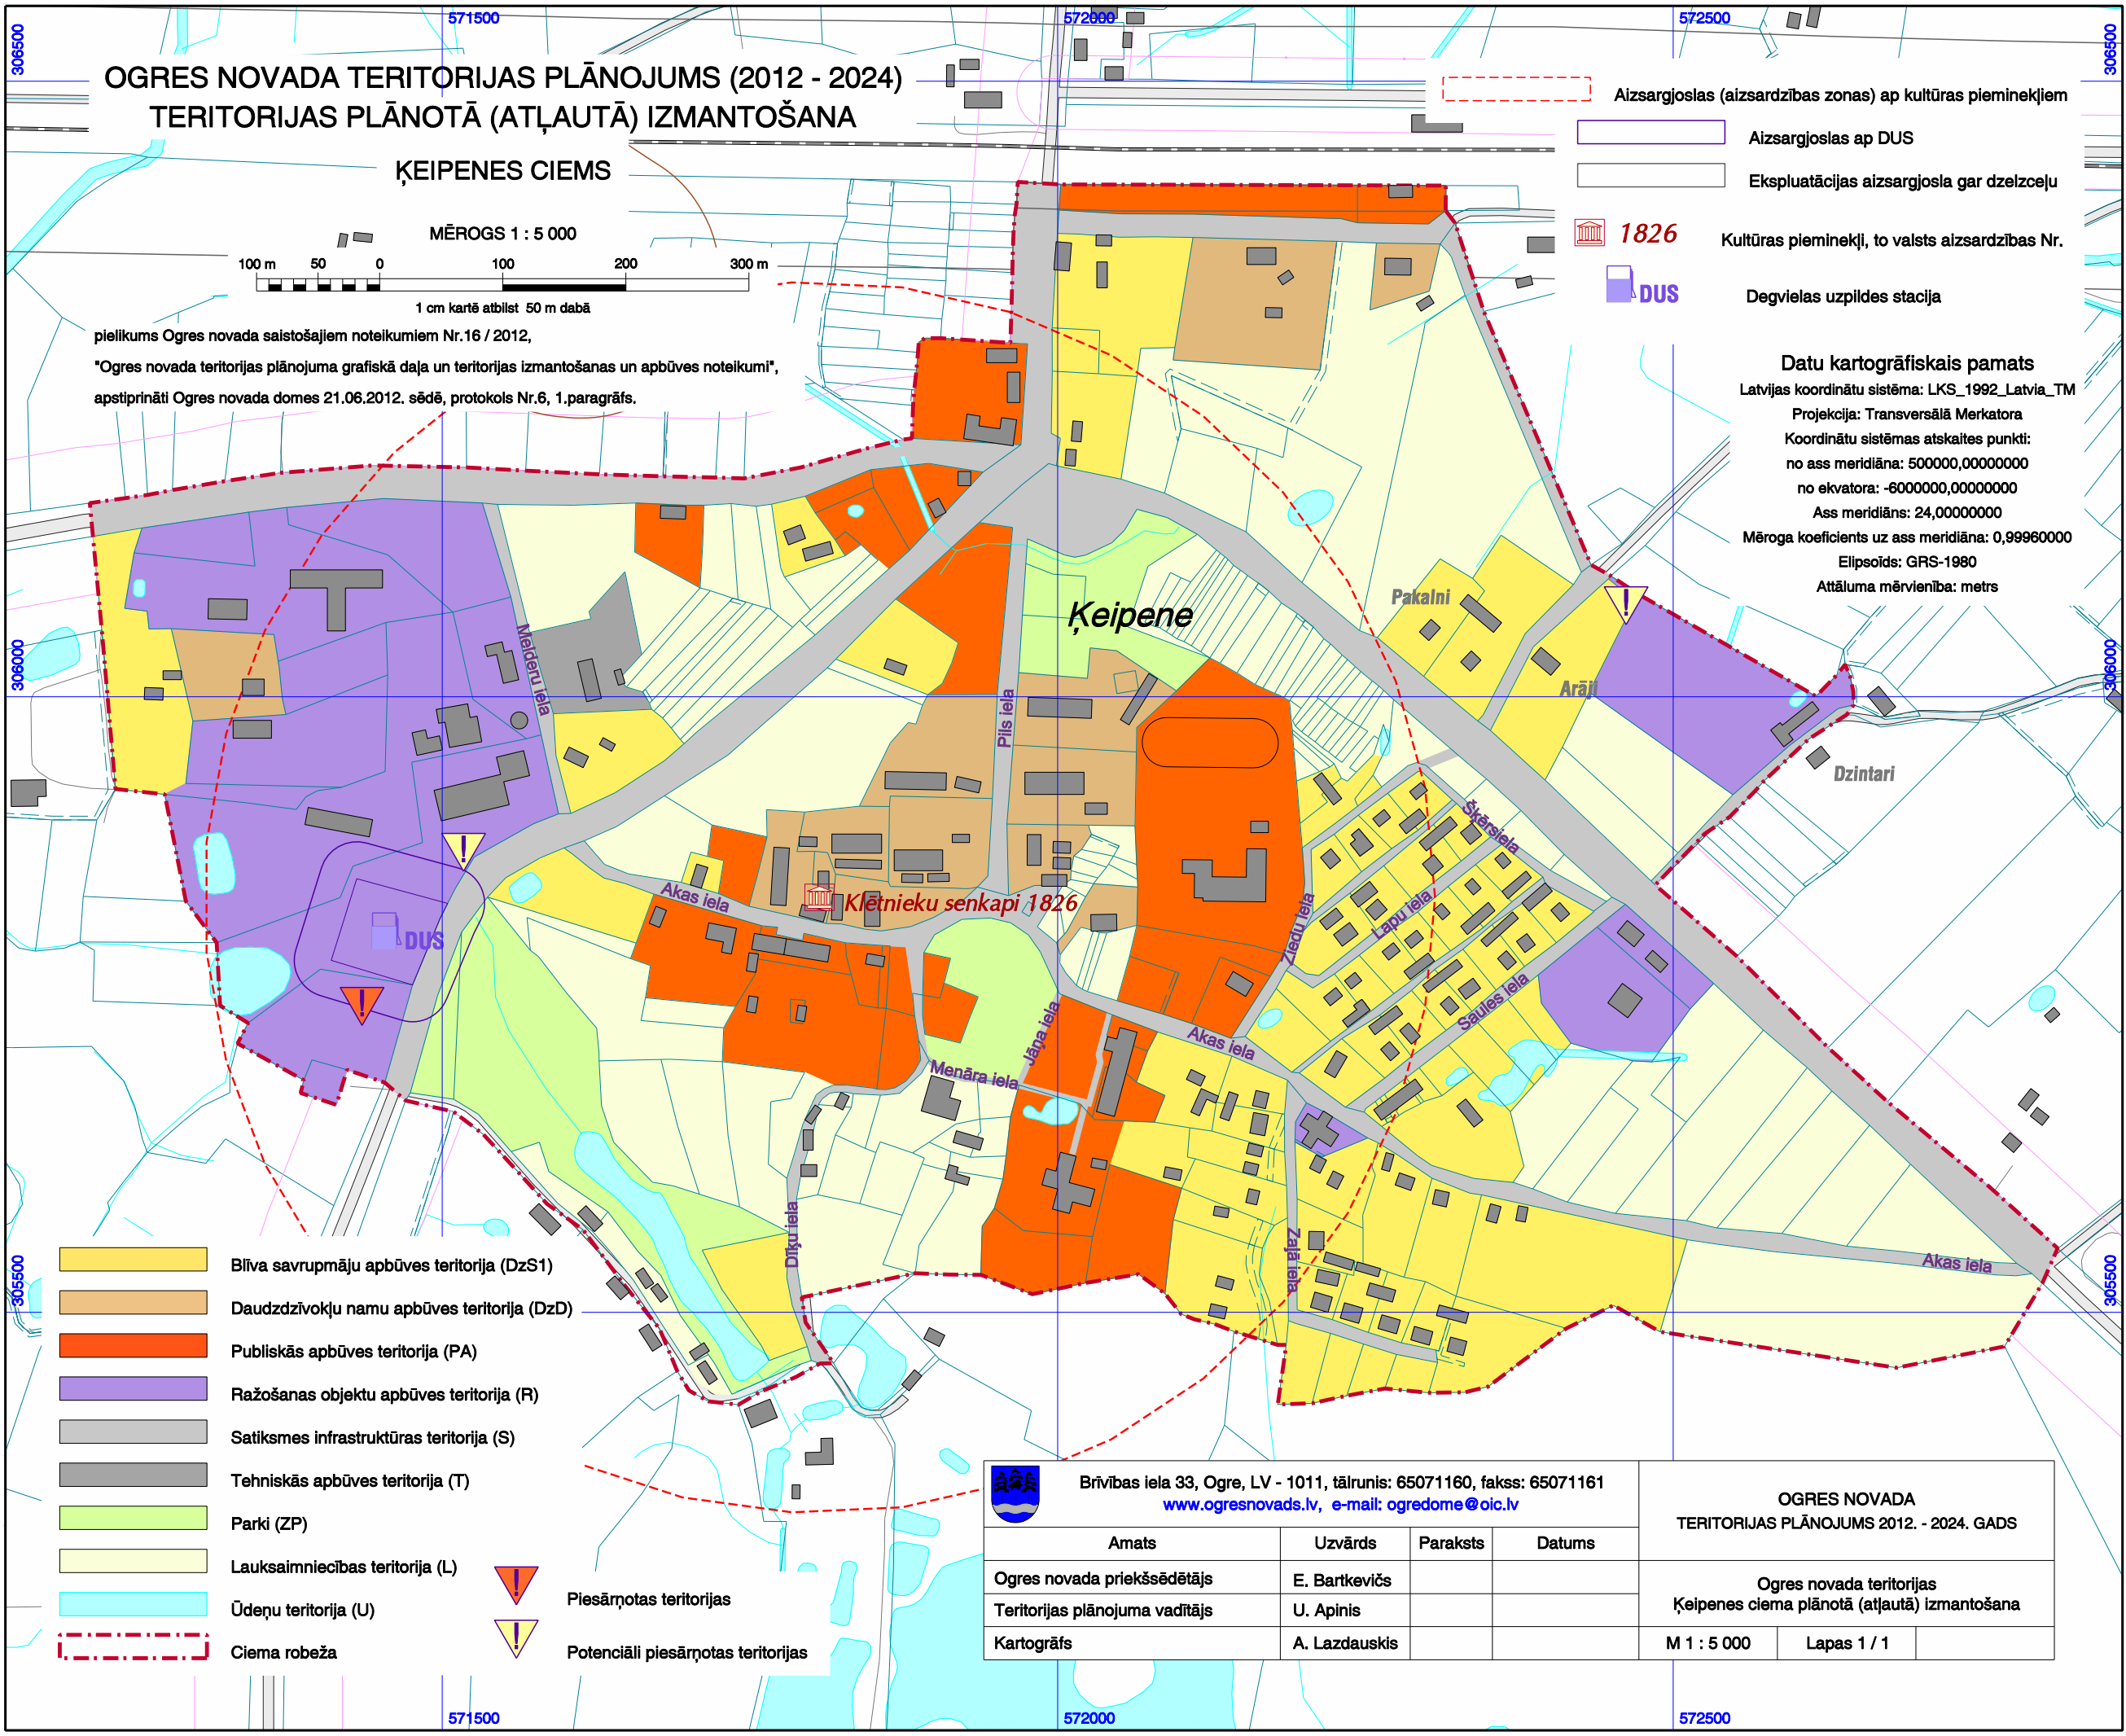 571500
572000
572500
306500
306500
OGRES NOVADA TERITORIJAS PLĀNOJUMS (2012 - 2024)
TERITORIJAS PLĀNOTĀ (ATĻAUTĀ) IZMANTOŠANA
ĶEIPENES CIEMS
MĒROGS 1 : 5 000
100 m 50 0 100 200 300 m
1 cm kartē atbilst 50 m dabā
pielikums Ogres novada saistošajiem noteikumiem Nr.16 / 2012,
"Ogres novada teritorijas plānojuma grafiskā daļa un teritorijas izmantošanas un apbūves noteikumi",
apstiprināti Ogres novada domes 21.06.2012. sēdē, protokols Nr.6, 1.paragrāfs.
Aizsargjoslas (aizsardzības zonas) ap kultūras pieminekļiem
Aizsargjoslas ap DUS
Ekspluatācijas aizsargjosla gar dzelzceļu
1826 Kultūras pieminekļi, to valsts aizsardzības Nr.
DUS Degvielas uzpildes stacija
Datu kartogrāfiskais pamats
Latvijas koordinātu sistēma: LKS_1992_Latvia_TM
Projekcija: Transversālā Merkatora
Koordinātu sistēmas atskaites punkti:
no ass meridiāna: 500000,00000000
no ekvatora: -6000000,00000000
Ass meridiāns: 24,00000000
Mēroga koeficients uz ass meridiāna: 0,99960000
Elipsoīds: GRS-1980
Attāluma mērvienība: metrs
Ķeipene
Pakalni
!
Meideru iela
306000
306000
Arāji
Pils iela
Dzintari
Šķērsiela
!
Akas iela
Klētnieku senkapi 1826
Lapu iela
Ziedu iela
DUS
!
Saules iela
Jāņa iela
Akas iela
Menāra iela
Dīķu iela
Zaļā iela
Akas iela
305500
305500
Blīva savrupmāju apbūves teritorija (DzS1)
Daudzdzīvokļu namu apbūves teritorija (DzD)
Publiskās apbūves teritorija (PA)
Ražošanas objektu apbūves teritorija (R)
Satiksmes infrastruktūras teritorija (S)
Tehniskās apbūves teritorija (T)
Parki (ZP)
Lauksaimniecības teritorija (L)
Ūdeņu teritorija (U)
Ciema robeža
! Piesārņotas teritorijas
! Potenciāli piesārņotas teritorijas
Brīvības iela 33, Ogre, LV - 1011, tālrunis: 65071160, fakss: 65071161
www.ogresnovads.lv, e-mail: ogredome@oic.lv
Amats Uzvārds Paraksts Datums
Ogres novada priekšsēdētājs E. Bartkevičs
Teritorijas plānojuma vadītājs U. Apinis
Kartogrāfs A. Lazdauskis
OGRES NOVADA
TERITORIJAS PLĀNOJUMS 2012. - 2024. GADS
Ogres novada teritorijas
Ķeipenes ciema plānotā (atļautā) izmantošana
M 1 : 5 000 Lapas 1 / 1
571500
572000
572500